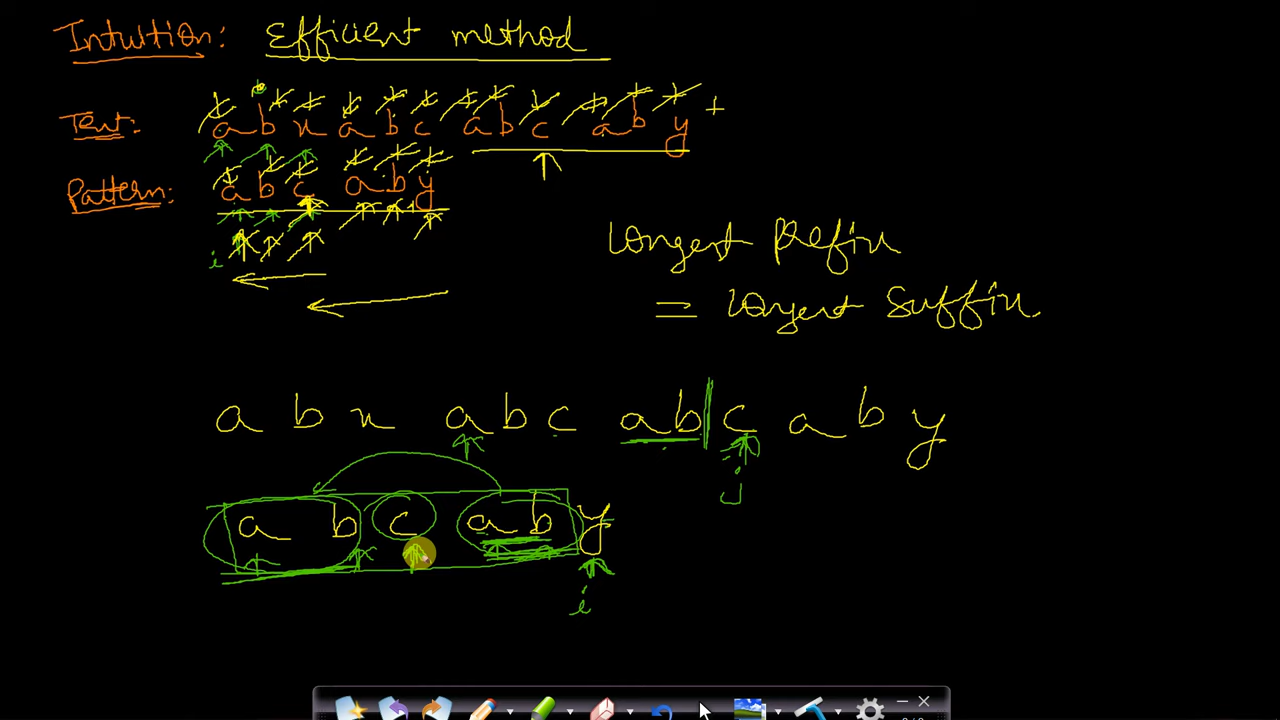 Intuition: Efficient method
Text: a b x a b c a b c a b y
Pattern: a b c a b y
i
Longest Prefix
= Longest Suffix
a b x a b c a b c a b y
j
a b c a b y
i